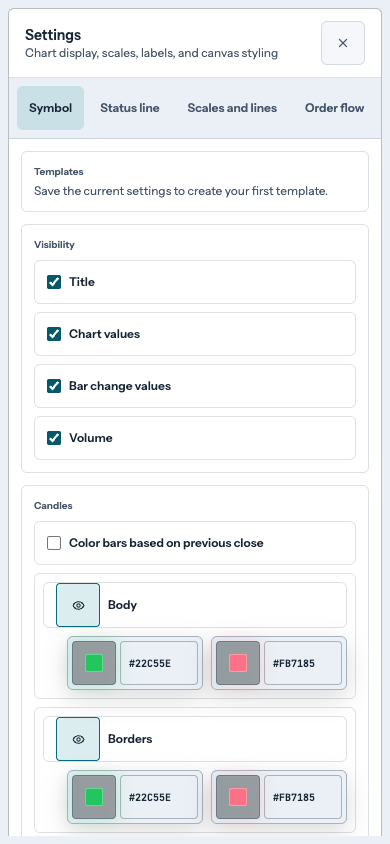 Settings
Chart display, scales, labels, and canvas styling
Symbol
Status line
Scales and lines
Order flow
Templates
Save the current settings to create your first template.
Visibility
Title
Chart values
Bar change values
Volume
Candles
Color bars based on previous close
Body
#22C55E
#FB7185
Borders
#22C55E
#FB7185